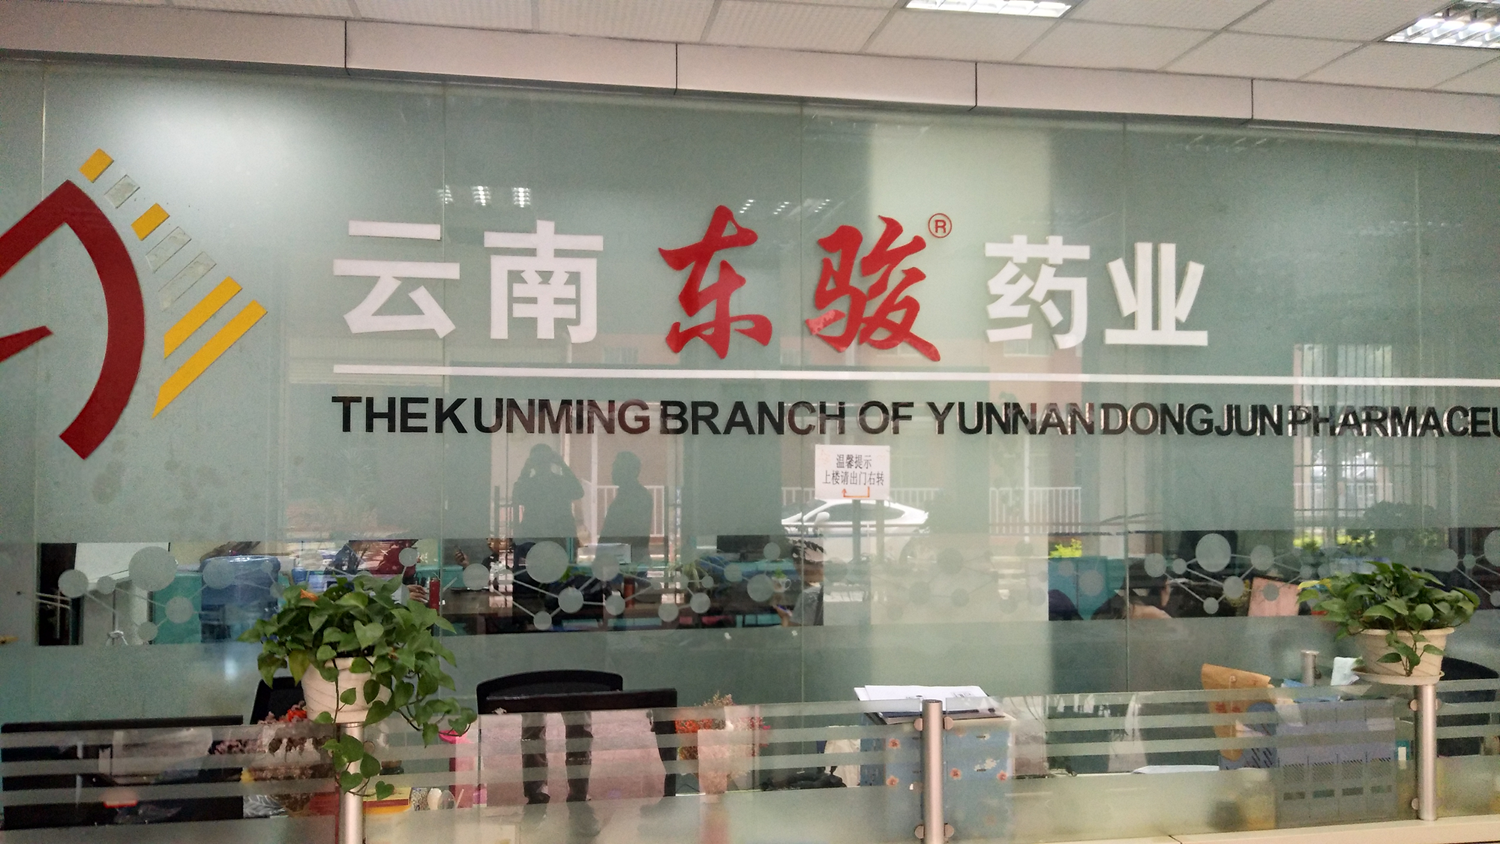 云南东骏®药业
THE KUNMING BRANCH OF YUNNAN DONGJUN PHARMACEU
温馨提示
上楼请出门右转